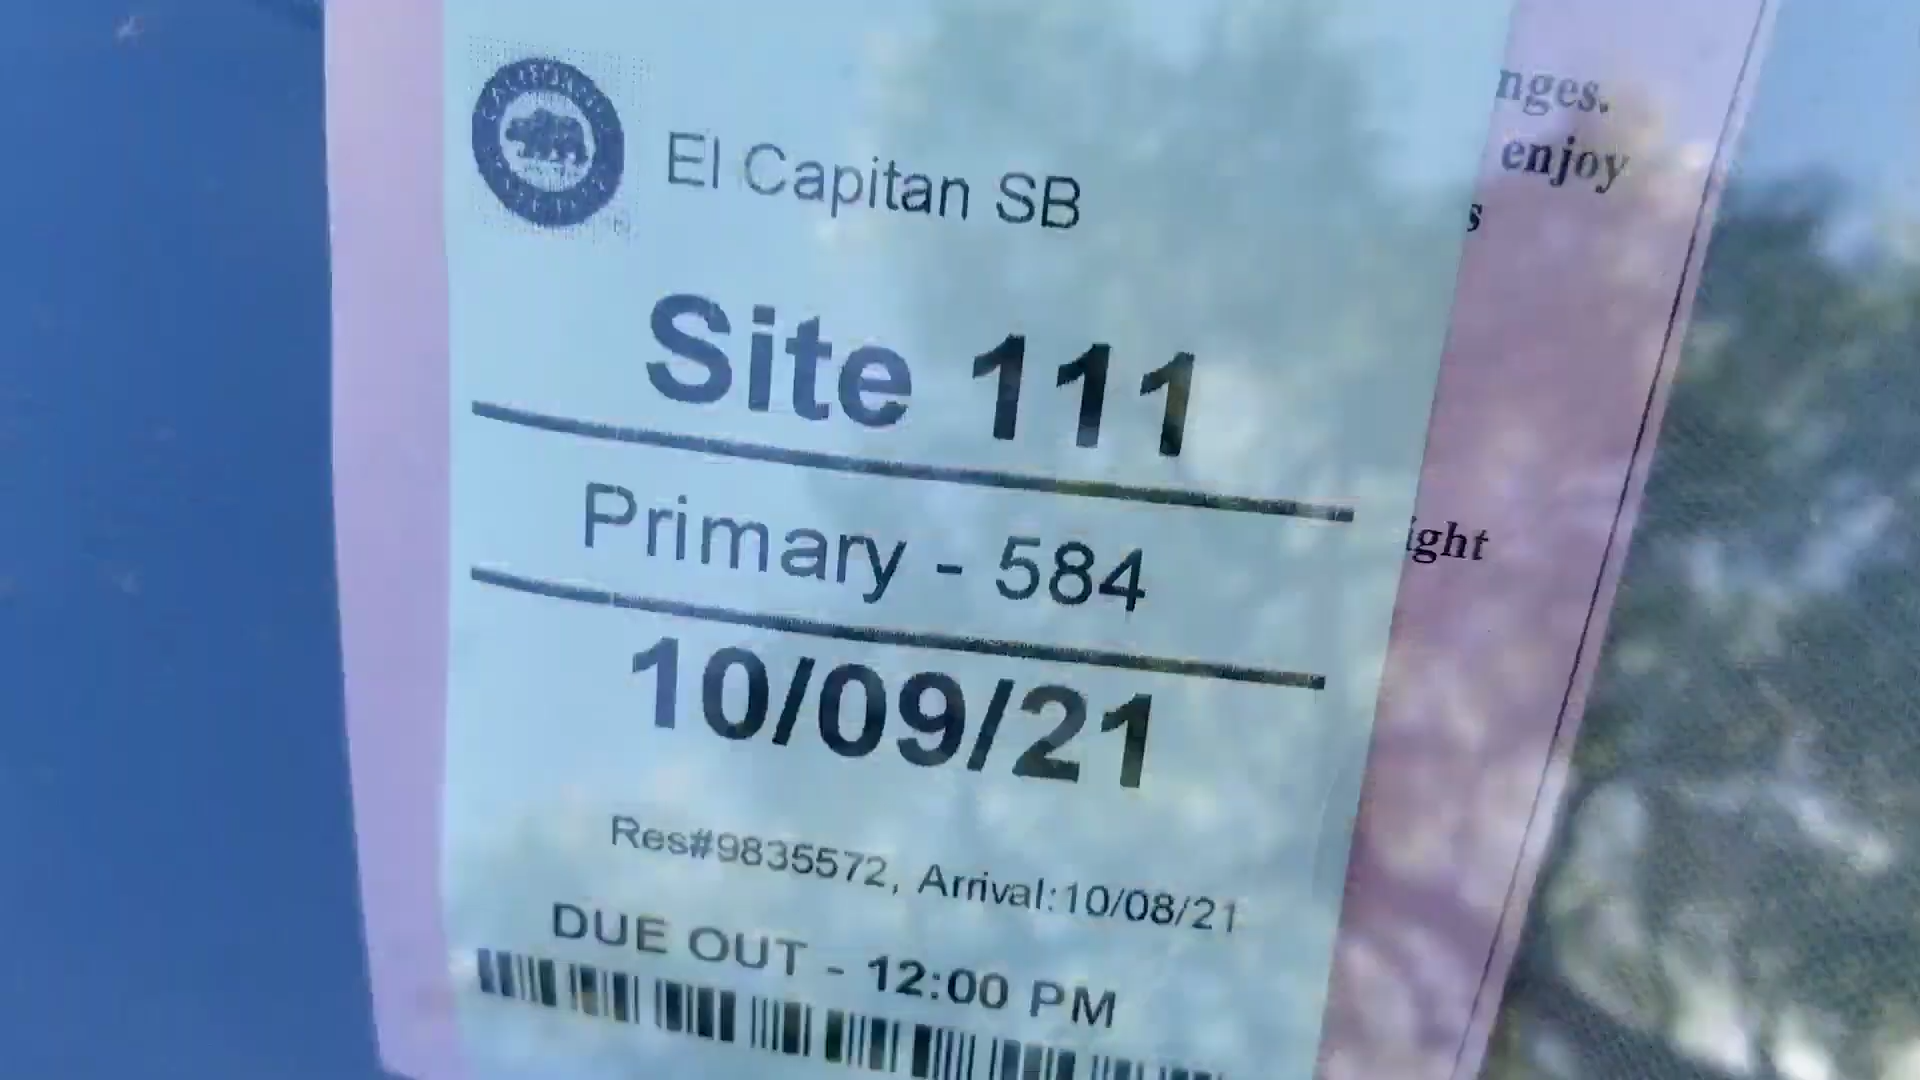 El Capitan SB
Site 111
Primary - 584
10/09/21
Res#9835572, Arrival:10/08/21
DUE OUT - 12:00 PM
nges.
enjoy
s
ight